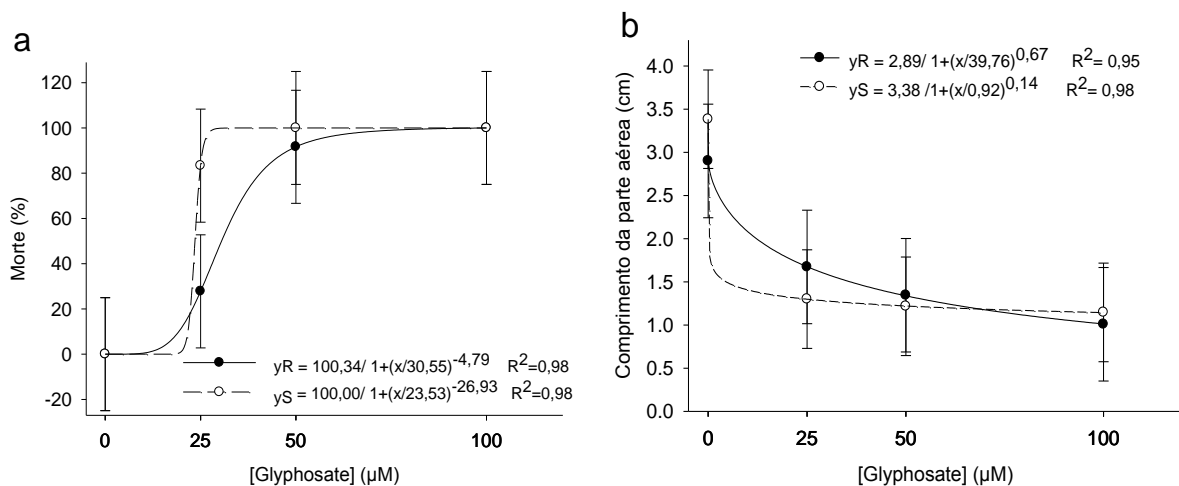 a
120
100
80
60
40
20
0
-20
Morte (%)
yR = 100,34/ 1+(x/30,55)-4,79 R2=0,98
yS = 100,00/ 1+(x/23,53)-26,93 R2=0,98
0 25 50 100
[Glyphosate] (µM)
b
yR = 2,89/ 1+(x/39,76)0,67 R2= 0,95
yS = 3,38 /1+(x/0,92)0,14 R2= 0,98
4.0
3.5
3.0
2.5
2.0
1.5
1.0
0.5
0.0
Comprimento da parte aérea (cm)
0 25 50 100
[Glyphosate] (µM)